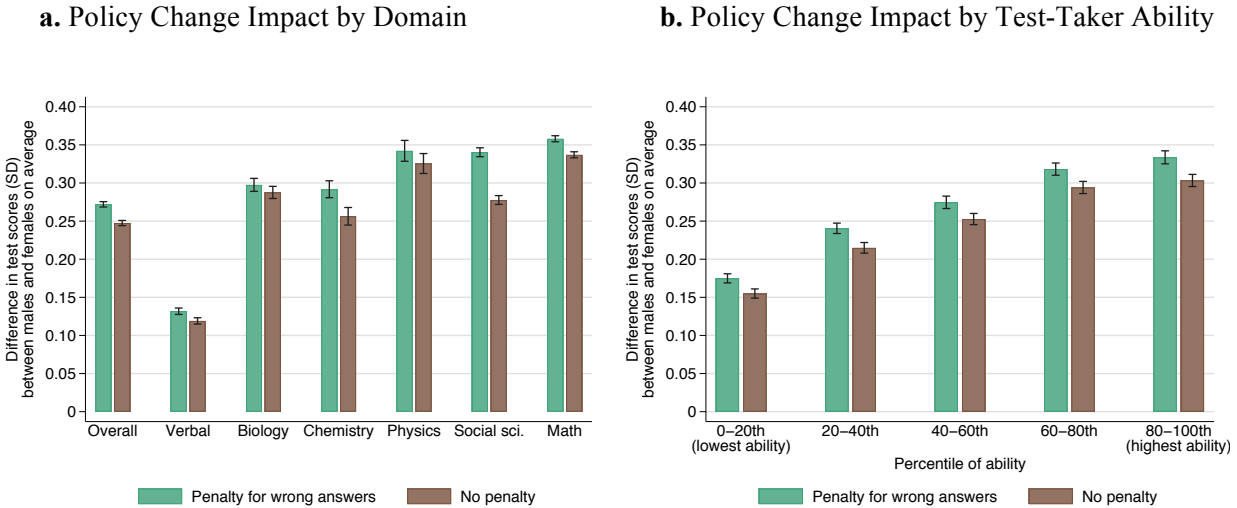 a. Policy Change Impact by Domain
Difference in test scores (SD)
between males and females on average
0.40
0.35
0.30
0.25
0.20
0.15
0.10
0.05
0
Overall Verbal Biology Chemistry Physics Social sci. Math
Penalty for wrong answers No penalty
b. Policy Change Impact by Test-Taker Ability
Difference in test scores (SD)
between males and females on average
0.40
0.35
0.30
0.25
0.20
0.15
0.10
0.05
0
0–20th 20–40th 40–60th 60–80th 80–100th
(lowest ability) (highest ability)
Percentile of ability
Penalty for wrong answers No penalty